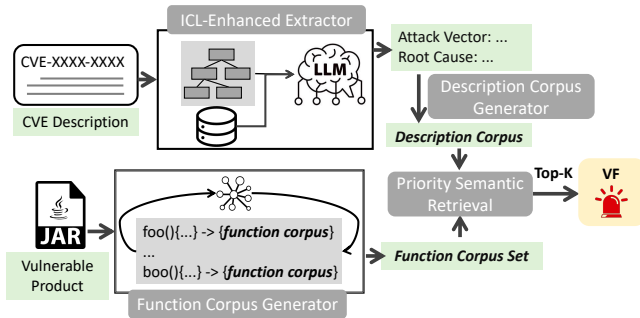 ICL-Enhanced Extractor
CVE-XXXX-XXXX
CVE Description
LLM
Attack Vector: ...
Root Cause: ...
Description Corpus
Generator
Description Corpus
Priority Semantic
Retrieval
Top-K
VF
JAR
Vulnerable
Product
foo(){...} -> {function corpus}
...
boo(){...} -> {function corpus}
Function Corpus Generator
Function Corpus Set